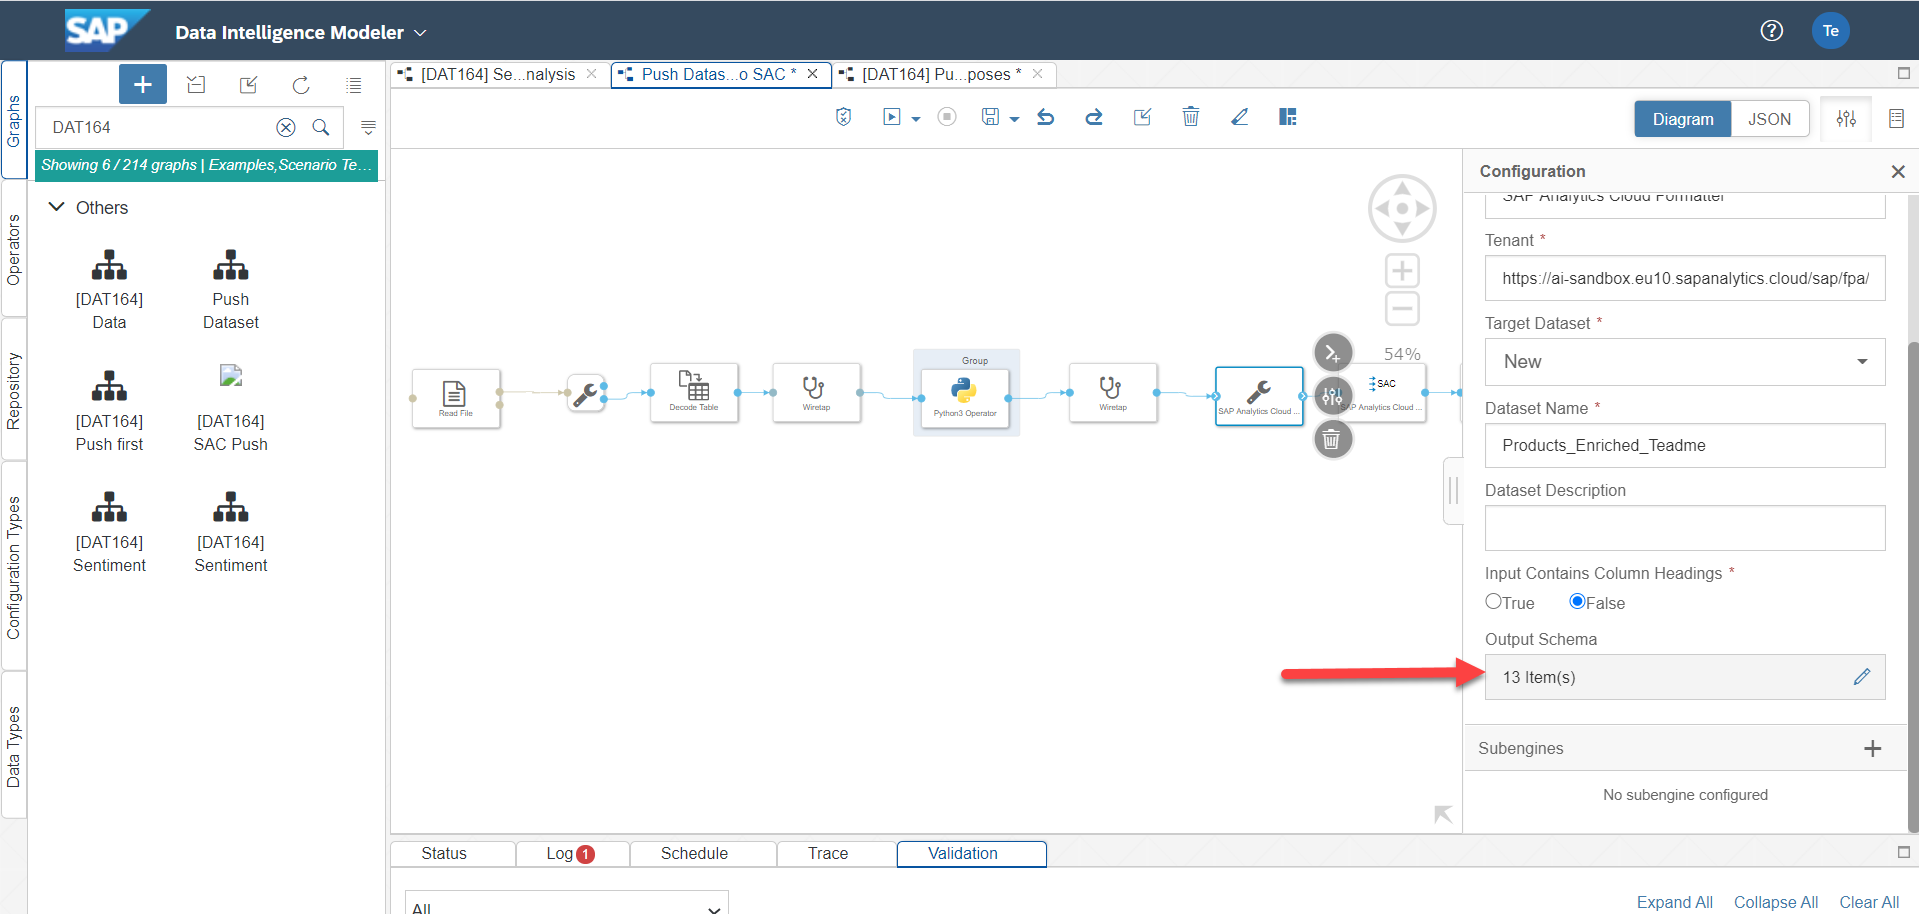 SAP
Data Intelligence Modeler
Te
Graphs
Operators
Repository
Configuration Types
Data Types
DAT164
Showing 6 / 214 graphs | Examples,Scenario Te...
Others
[DAT164]
Data
Push
Dataset
[DAT164]
Push first
[DAT164]
SAC Push
[DAT164]
Sentiment
[DAT164]
Sentiment
[DAT164] Se...nalysis
Push Datas...o SAC *
[DAT164] Pu...poses *
Diagram
JSON
54%
Read File
Decode Table
Wiretap
Group
Python3 Operator
Wiretap
SAP Analytics Cloud ...
SAC
SAP Analytics Cloud ...
Configuration
SAP Analytics Cloud Formatter
Tenant *
https://ai-sandbox.eu10.sapanalytics.cloud/sap/fpa/
Target Dataset *
New
Dataset Name *
Products_Enriched_Teadme
Dataset Description
Input Contains Column Headings *
True
False
Output Schema
13 Item(s)
Subengines
No subengine configured
Status
Log 1
Schedule
Trace
Validation
All
Expand All
Collapse All
Clear All